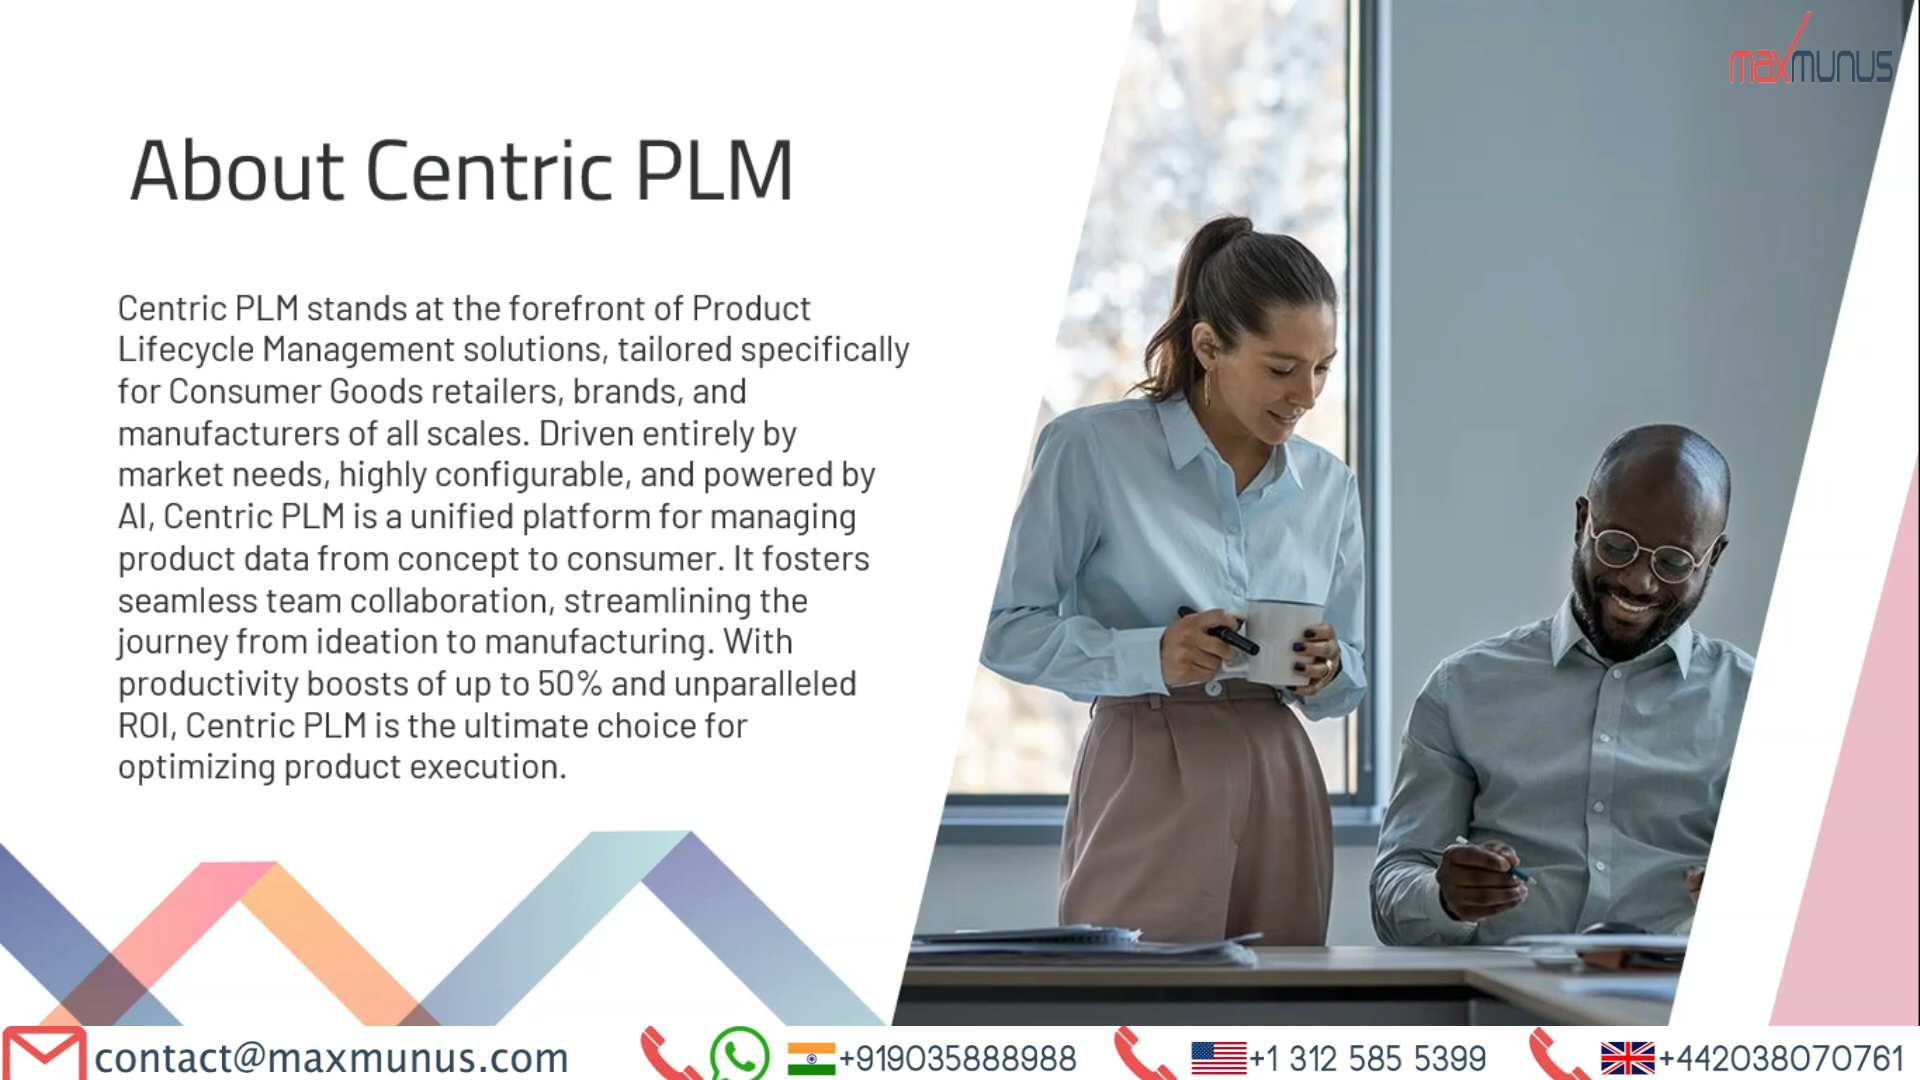 maxmunus
About Centric PLM
Centric PLM stands at the forefront of Product
Lifecycle Management solutions, tailored specifically
for Consumer Goods retailers, brands, and
manufacturers of all scales. Driven entirely by
market needs, highly configurable, and powered by
AI, Centric PLM is a unified platform for managing
product data from concept to consumer. It fosters
seamless team collaboration, streamlining the
journey from ideation to manufacturing. With
productivity boosts of up to 50% and unparalleled
ROI, Centric PLM is the ultimate choice for
optimizing product execution.
contact@maxmunus.com +919035888988 +1 312 585 5399 +442038070761